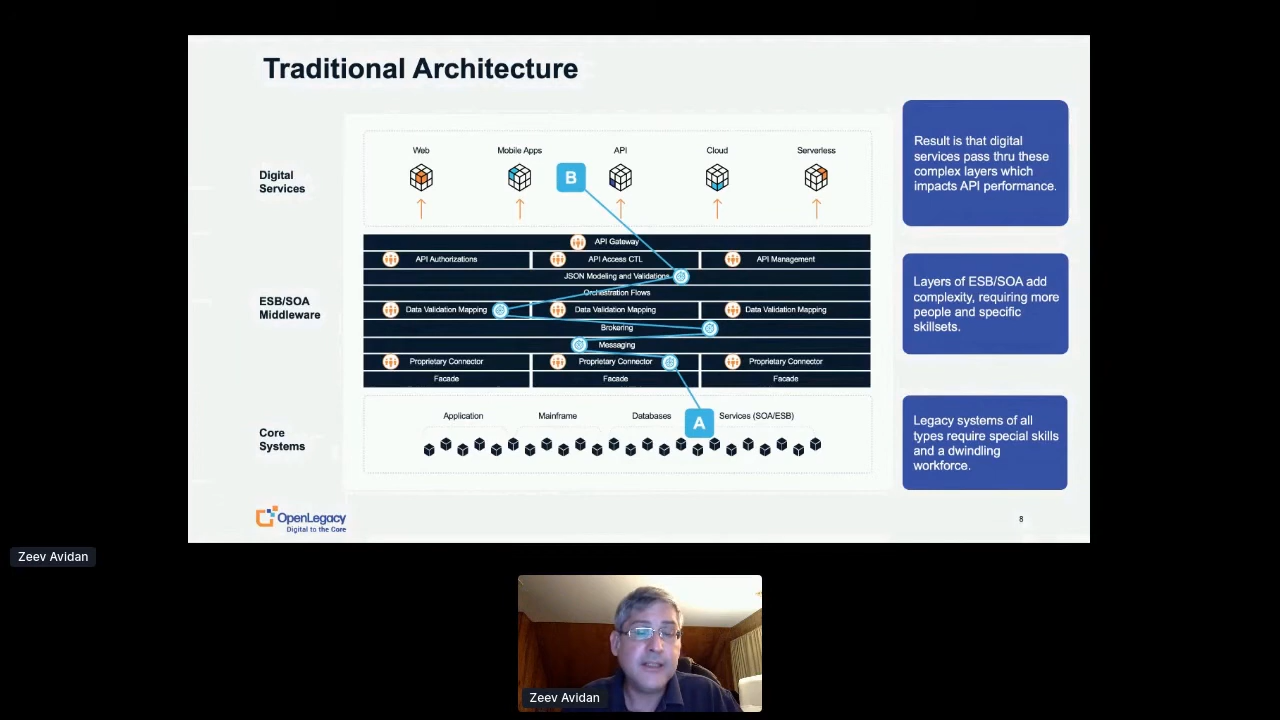 Traditional Architecture
Digital
Services
Web
Mobile Apps
API
Cloud
Serverless
B
ESB/SOA
Middleware
API Gateway
API Authorizations
API Access CTL
API Management
JSON Modeling and Validations
Orchestration Flows
Data Validation Mapping
Data Validation Mapping
Data Validation Mapping
Brokering
Messaging
Proprietary Connector
Proprietary Connector
Proprietary Connector
Facade
Facade
Facade
Core
Systems
Application
Mainframe
Databases
A
Services (SOA/ESB)
Result is that digital
services pass thru these
complex layers which
impacts API performance.
Layers of ESB/SOA add
complexity, requiring more
people and specific
skillsets.
Legacy systems of all
types require special skills
and a dwindling
workforce.
OpenLegacy
Digital to the Core
8
Zeev Avidan
Zeev Avidan